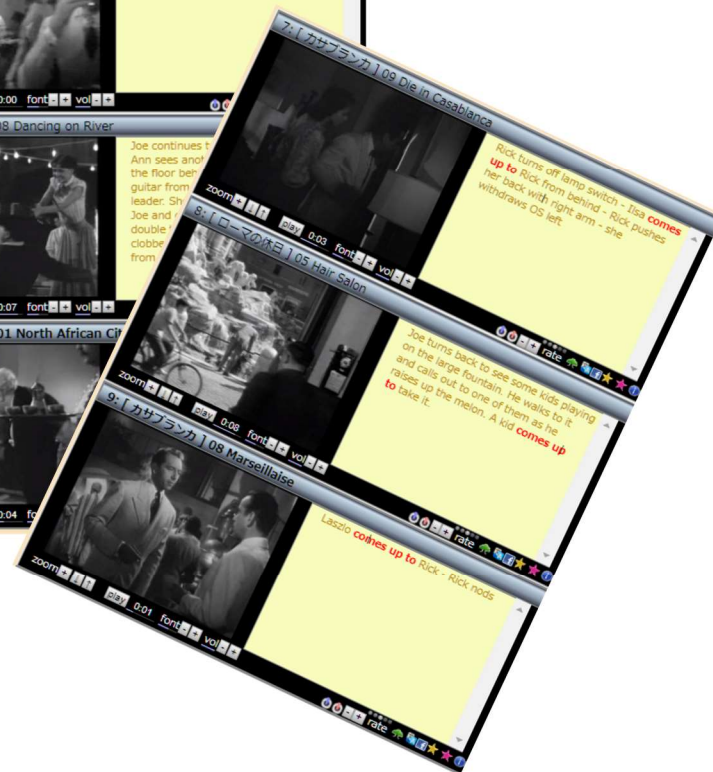 0:00 font - + vol - +
08 Dancing on River
Joe continues
Ann sees
the floor
guitar from
leader.
Joe and
double
from
0:07 font - + vol - +
01 North African
0:04
7: [ カサブランカ ] 09 Die in Casablanca
Rick turns off lamp switch - Ilsa comes
up to Rick from behind - Rick pushes
her back with right arm - she
withdraws OS left
zoom + ↓ ↑ play 0:03 font - + vol - +
- + rate
8: [ ローマの休日 ] 05 Hair Salon
Joe turns back to see some kids playing
on the large fountain. He walks to it
and calls out to one of them as he
raises up the melon. A kid comes up
to take it.
zoom + ↓ ↑ play 0:08 font - + vol - +
- + rate
9: [ カサブランカ ] 08 Marseillaise
Laszlo comes up to Rick - Rick nods
zoom + ↓ ↑ play 0:01 font - + vol - +
- + rate